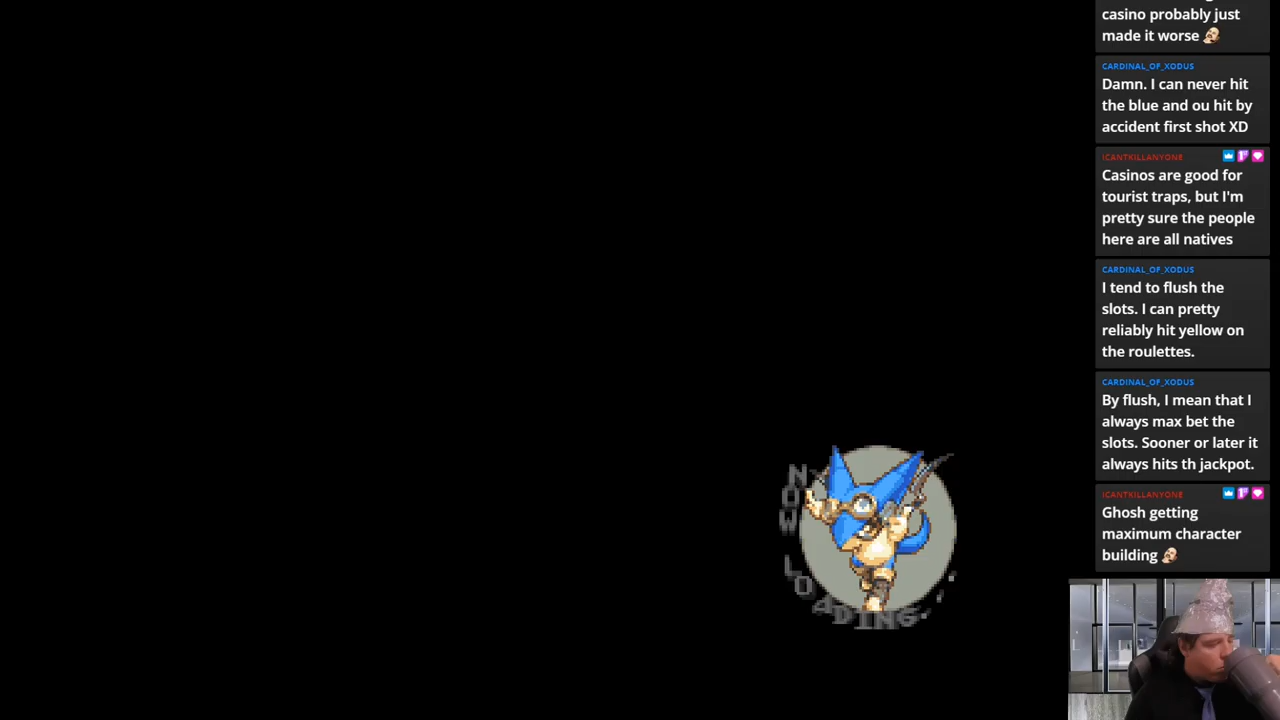 casino probably just
made it worse
CARDINAL_OF_XODUS
Damn. I can never hit
the blue and ou hit by
accident first shot XD
ICANTKILLANYONE
Casinos are good for
tourist traps, but I'm
pretty sure the people
here are all natives
CARDINAL_OF_XODUS
I tend to flush the
slots. I can pretty
reliably hit yellow on
the roulettes.
CARDINAL_OF_XODUS
By flush, I mean that I
always max bet the
slots. Sooner or later it
always hits th jackpot.
ICANTKILLANYONE
Ghosh getting
maximum character
building
NOW LOADING...